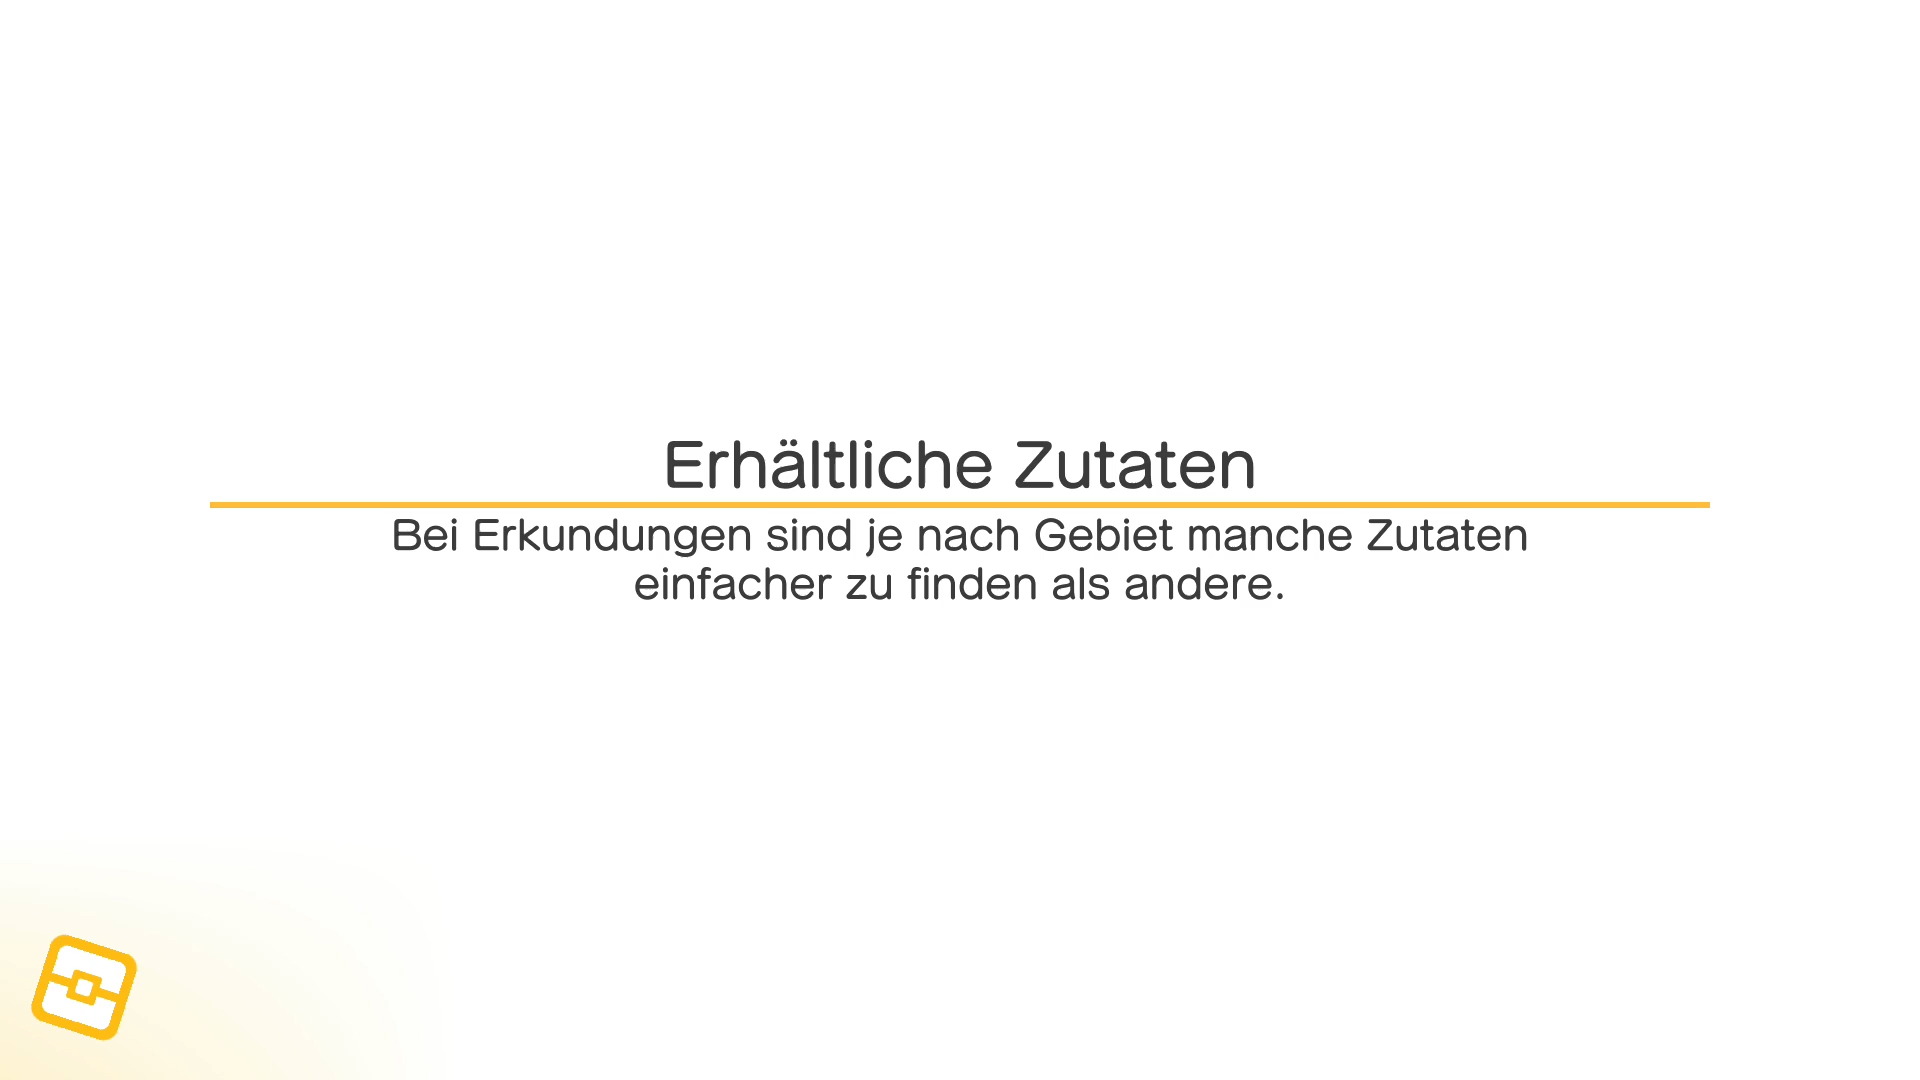 Erhältliche Zutaten
Bei Erkundungen sind je nach Gebiet manche Zutaten
einfacher zu finden als andere.